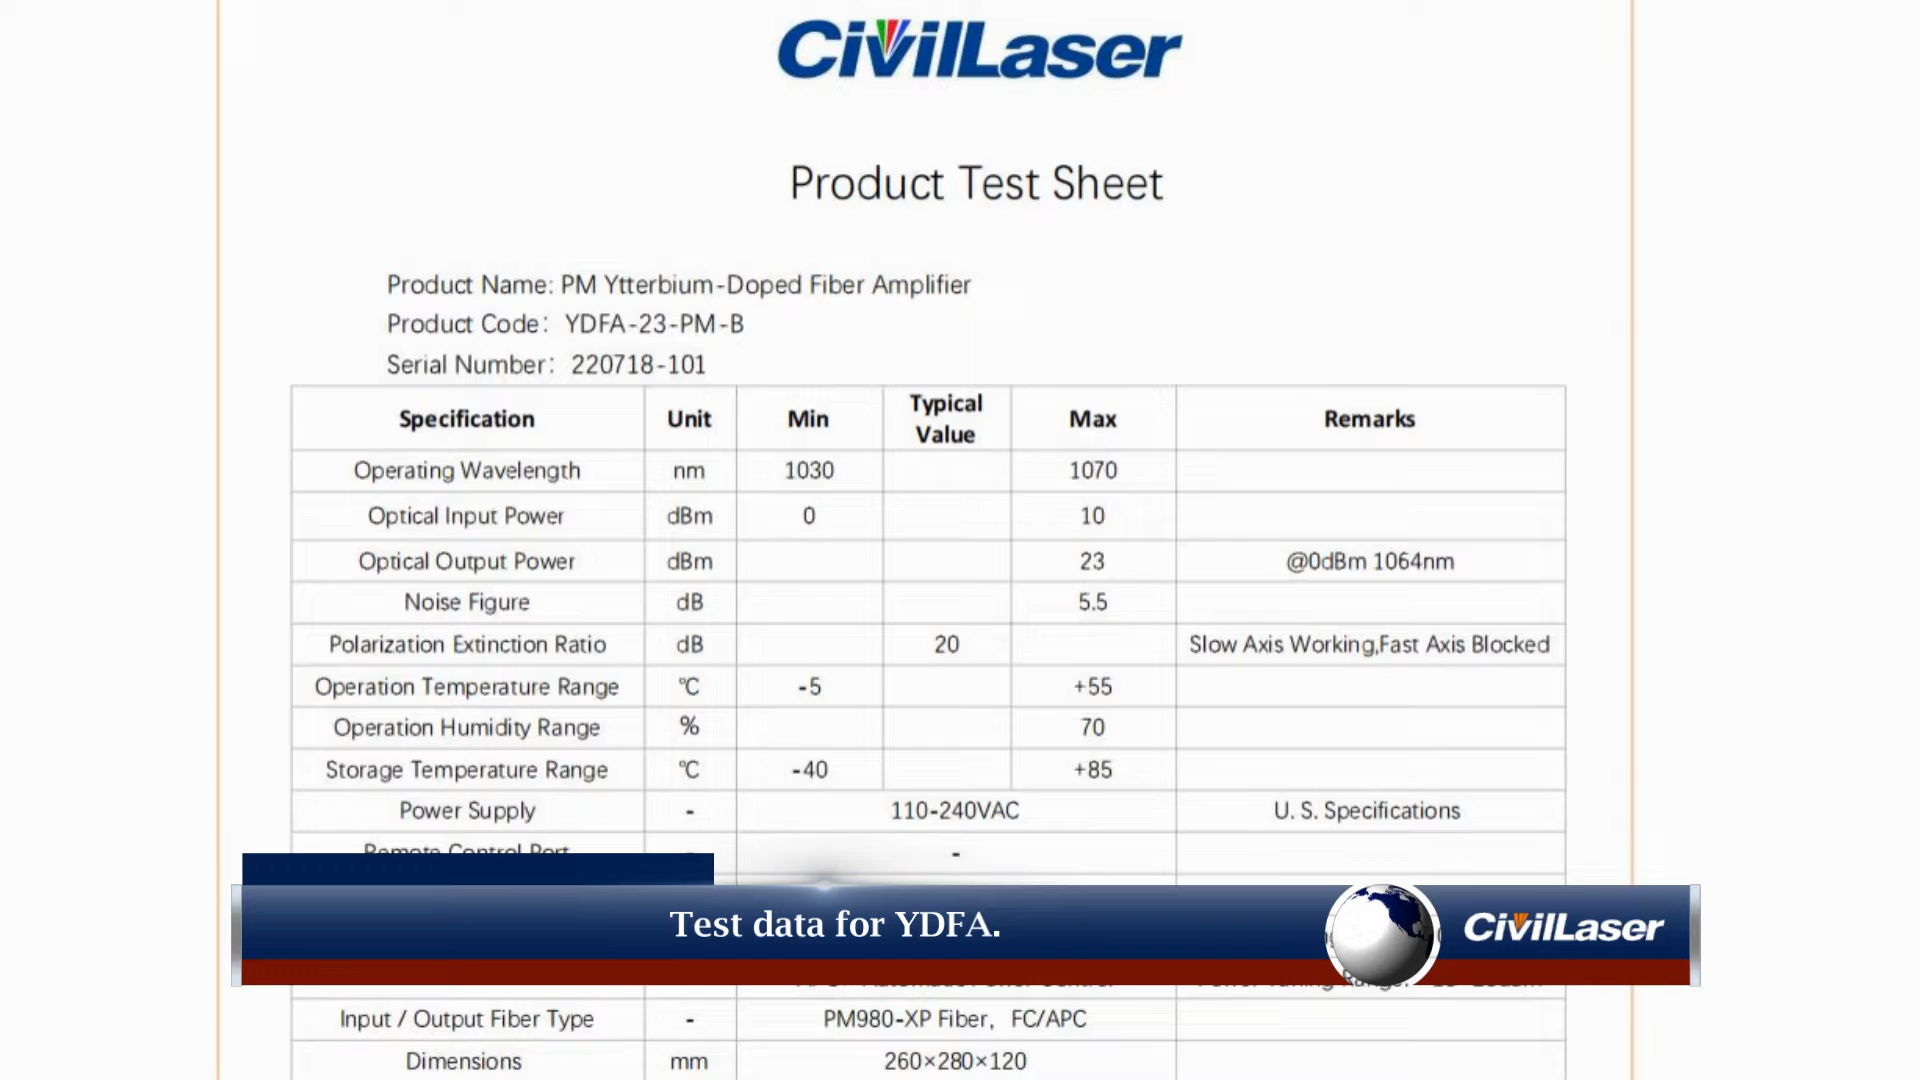 CivilLaser
Product Test Sheet
Product Name: PM Ytterbium-Doped Fiber Amplifier
Product Code: YDFA-23-PM-B
Serial Number: 220718-101
Specification Unit Min Typical Value Max Remarks
Operating Wavelength nm 1030 1070
Optical Input Power dBm 0 10
Optical Output Power dBm 23 @0dBm 1064nm
Noise Figure dB 5.5
Polarization Extinction Ratio dB 20 Slow Axis Working,Fast Axis Blocked
Operation Temperature Range ℃ -5 +55
Operation Humidity Range % 70
Storage Temperature Range ℃ -40 +85
Power Supply - 110-240VAC U. S. Specifications
Remote Control Port - -
Test data for YDFA.
CivilLaser
Input / Output Fiber Type - PM980-XP Fiber, FC/APC
Dimensions mm 260×280×120